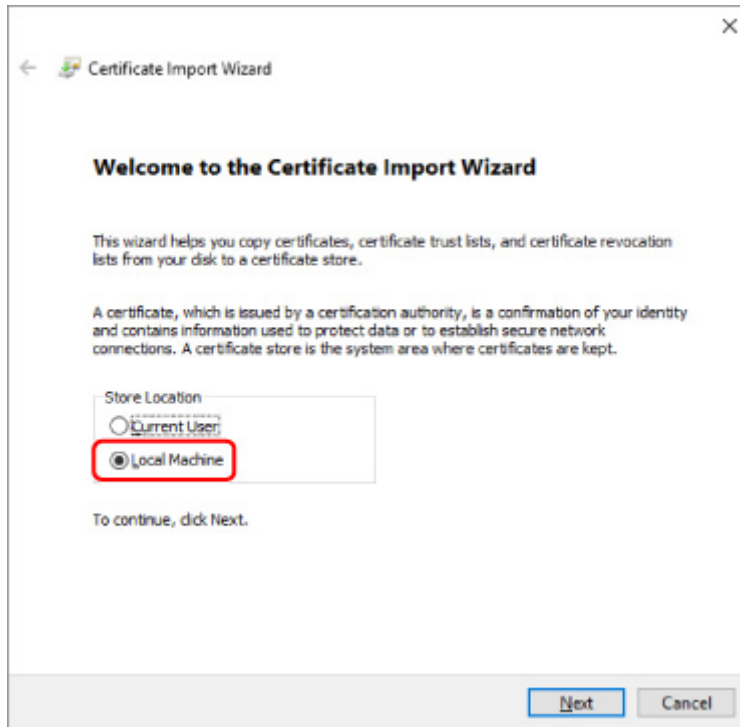 Certificate Import Wizard
Welcome to the Certificate Import Wizard
This wizard helps you copy certificates, certificate trust lists, and certificate revocation
lists from your disk to a certificate store.
A certificate, which is issued by a certification authority, is a confirmation of your identity
and contains information used to protect data or to establish secure network
connections. A certificate store is the system area where certificates are kept.
Store Location
Current User
Local Machine
To continue, click Next.
Next Cancel